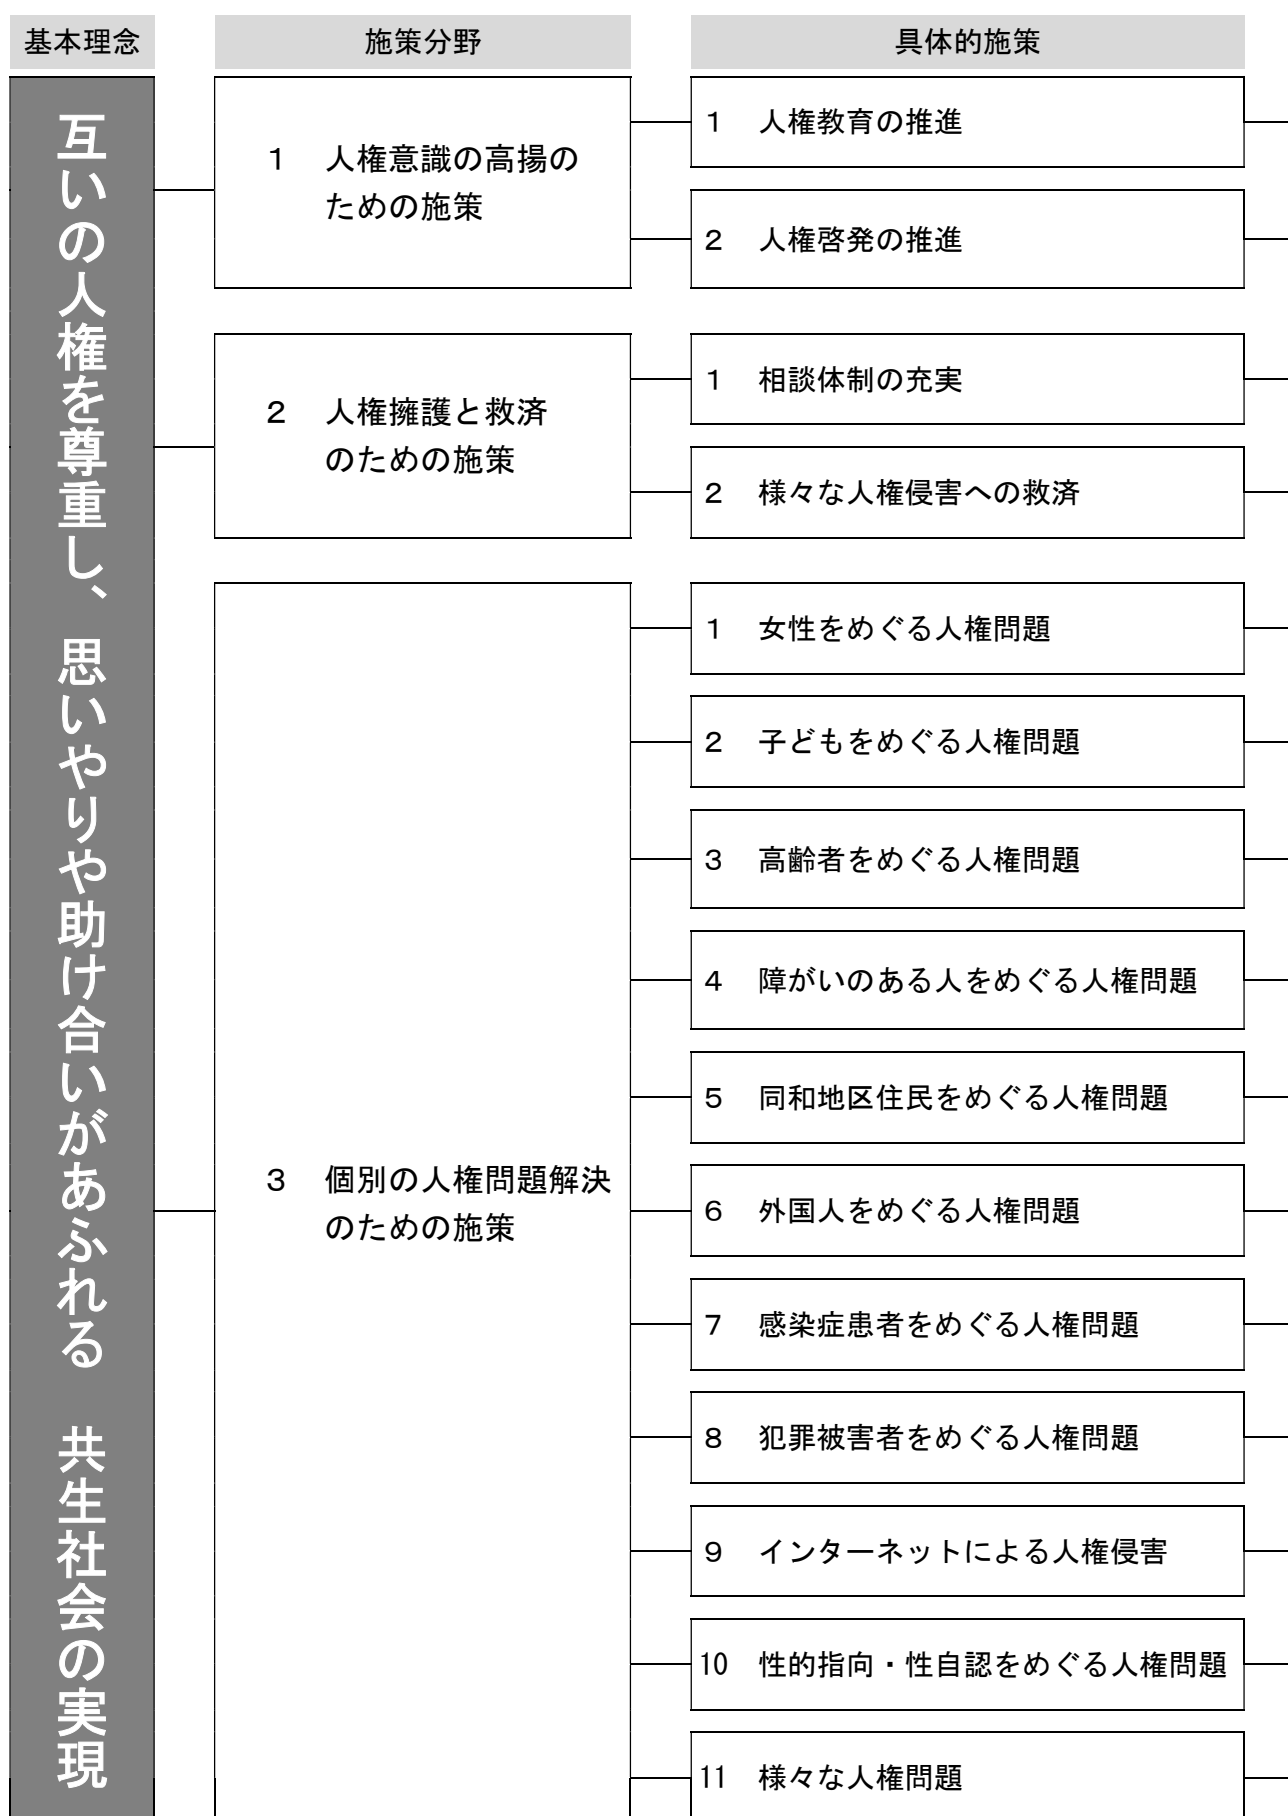 基本理念
施策分野
具体的施策
互いの人権を尊重し、思いやりや助け合いがあふれる　共生社会の実現
1　人権意識の高揚の
ための施策
1　人権教育の推進
2　人権啓発の推進
2　人権擁護と救済
のための施策
1　相談体制の充実
2　様々な人権侵害への救済
3　個別の人権問題解決
のための施策
1　女性をめぐる人権問題
2　子どもをめぐる人権問題
3　高齢者をめぐる人権問題
4　障がいのある人をめぐる人権問題
5　同和地区住民をめぐる人権問題
6　外国人をめぐる人権問題
7　感染症患者をめぐる人権問題
8　犯罪被害者をめぐる人権問題
9　インターネットによる人権侵害
10　性的指向・性自認をめぐる人権問題
11　様々な人権問題